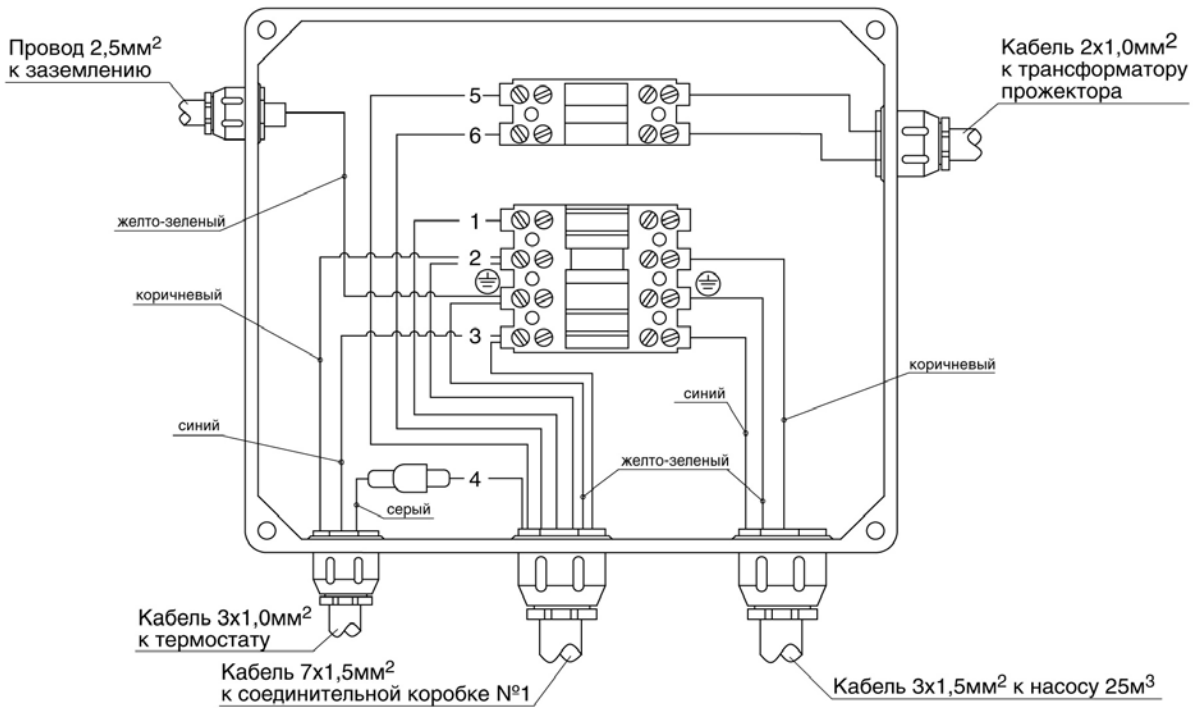 Провод 2,5мм²
к заземлению
Кабель 2х1,0мм²
к трансформатору
прожектора
5
6
желто-зеленый
1
2
коричневый
3
коричневый
синий
синий
желто-зеленый
4
серый
Кабель 3х1,0мм²
к термостату
Кабель 7х1,5мм²
к соединительной коробке №1
Кабель 3х1,5мм² к насосу 25м³